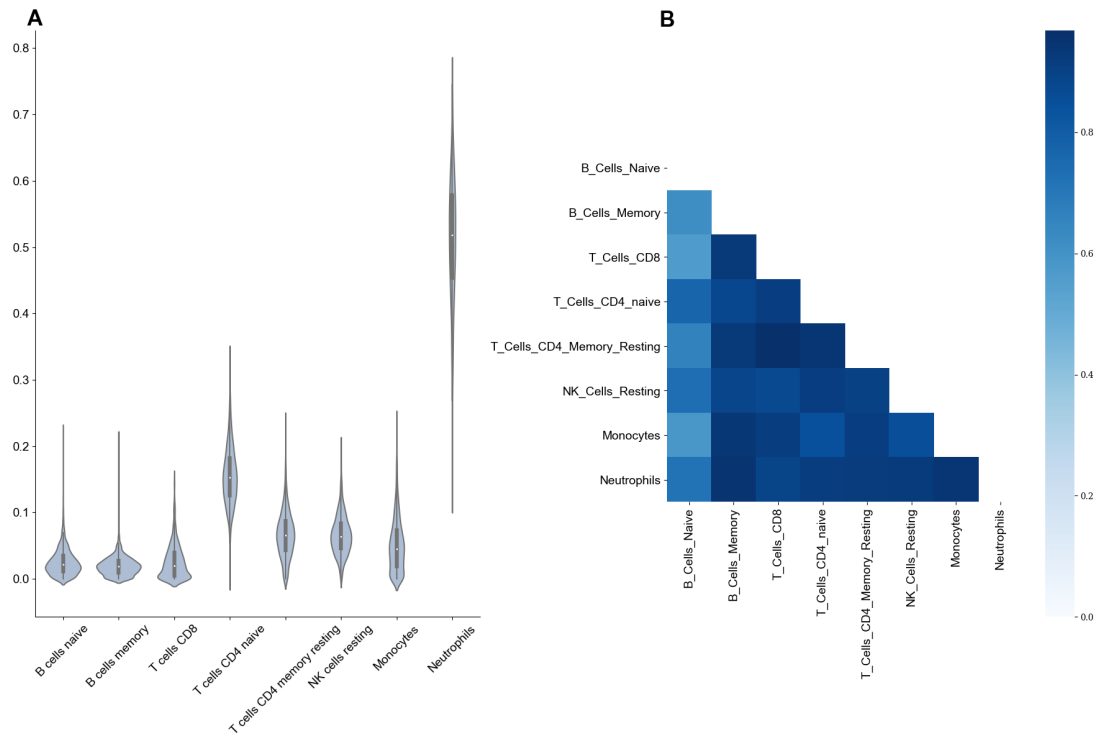 A
0.8
0.7
0.6
0.5
0.4
0.3
0.2
0.1
0.0
B cells naive
B cells memory
T cells CD8
T cells CD4 naive
T cells CD4 memory resting
NK cells resting
Monocytes
Neutrophils
B
B_Cells_Naive
B_Cells_Memory
T_Cells_CD8
T_Cells_CD4_naive
T_Cells_CD4_Memory_Resting
NK_Cells_Resting
Monocytes
Neutrophils
B_Cells_Naive
B_Cells_Memory
T_Cells_CD8
T_Cells_CD4_naive
T_Cells_CD4_Memory_Resting
NK_Cells_Resting
Monocytes
Neutrophils
0.8
0.6
0.4
0.2
0.0